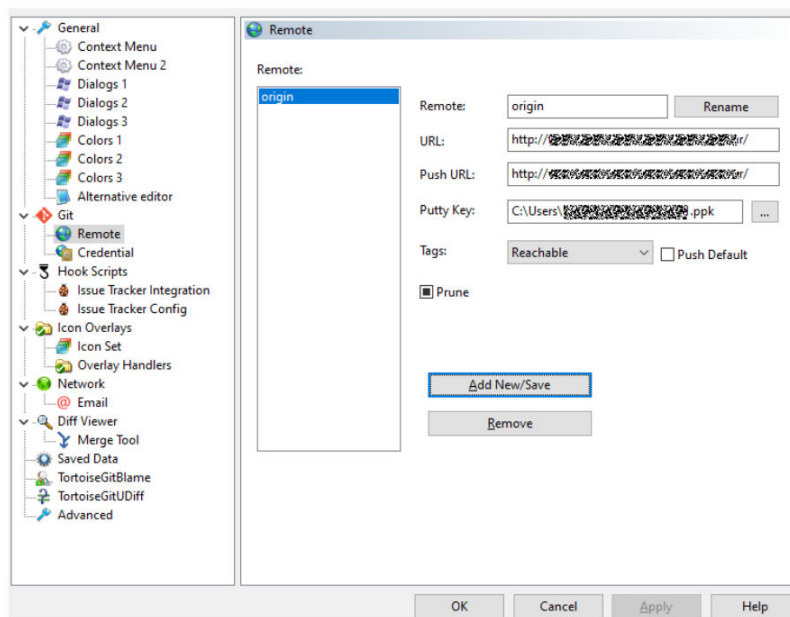 General
Context Menu
Context Menu 2
Dialogs 1
Dialogs 2
Dialogs 3
Colors 1
Colors 2
Colors 3
Alternative editor
Git
Remote
Credential
Hook Scripts
Issue Tracker Integration
Issue Tracker Config
Icon Overlays
Icon Set
Overlay Handlers
Network
Email
Diff Viewer
Merge Tool
Saved Data
TortoiseGitBlame
TortoiseGitUDiff
Advanced
Remote
Remote:
origin
Remote: origin Rename
URL: http://
Push URL: http://
Putty Key: C:\Users\ .ppk ...
Tags: Reachable Push Default
Prune
Add New/Save
Remove
OK Cancel Apply Help